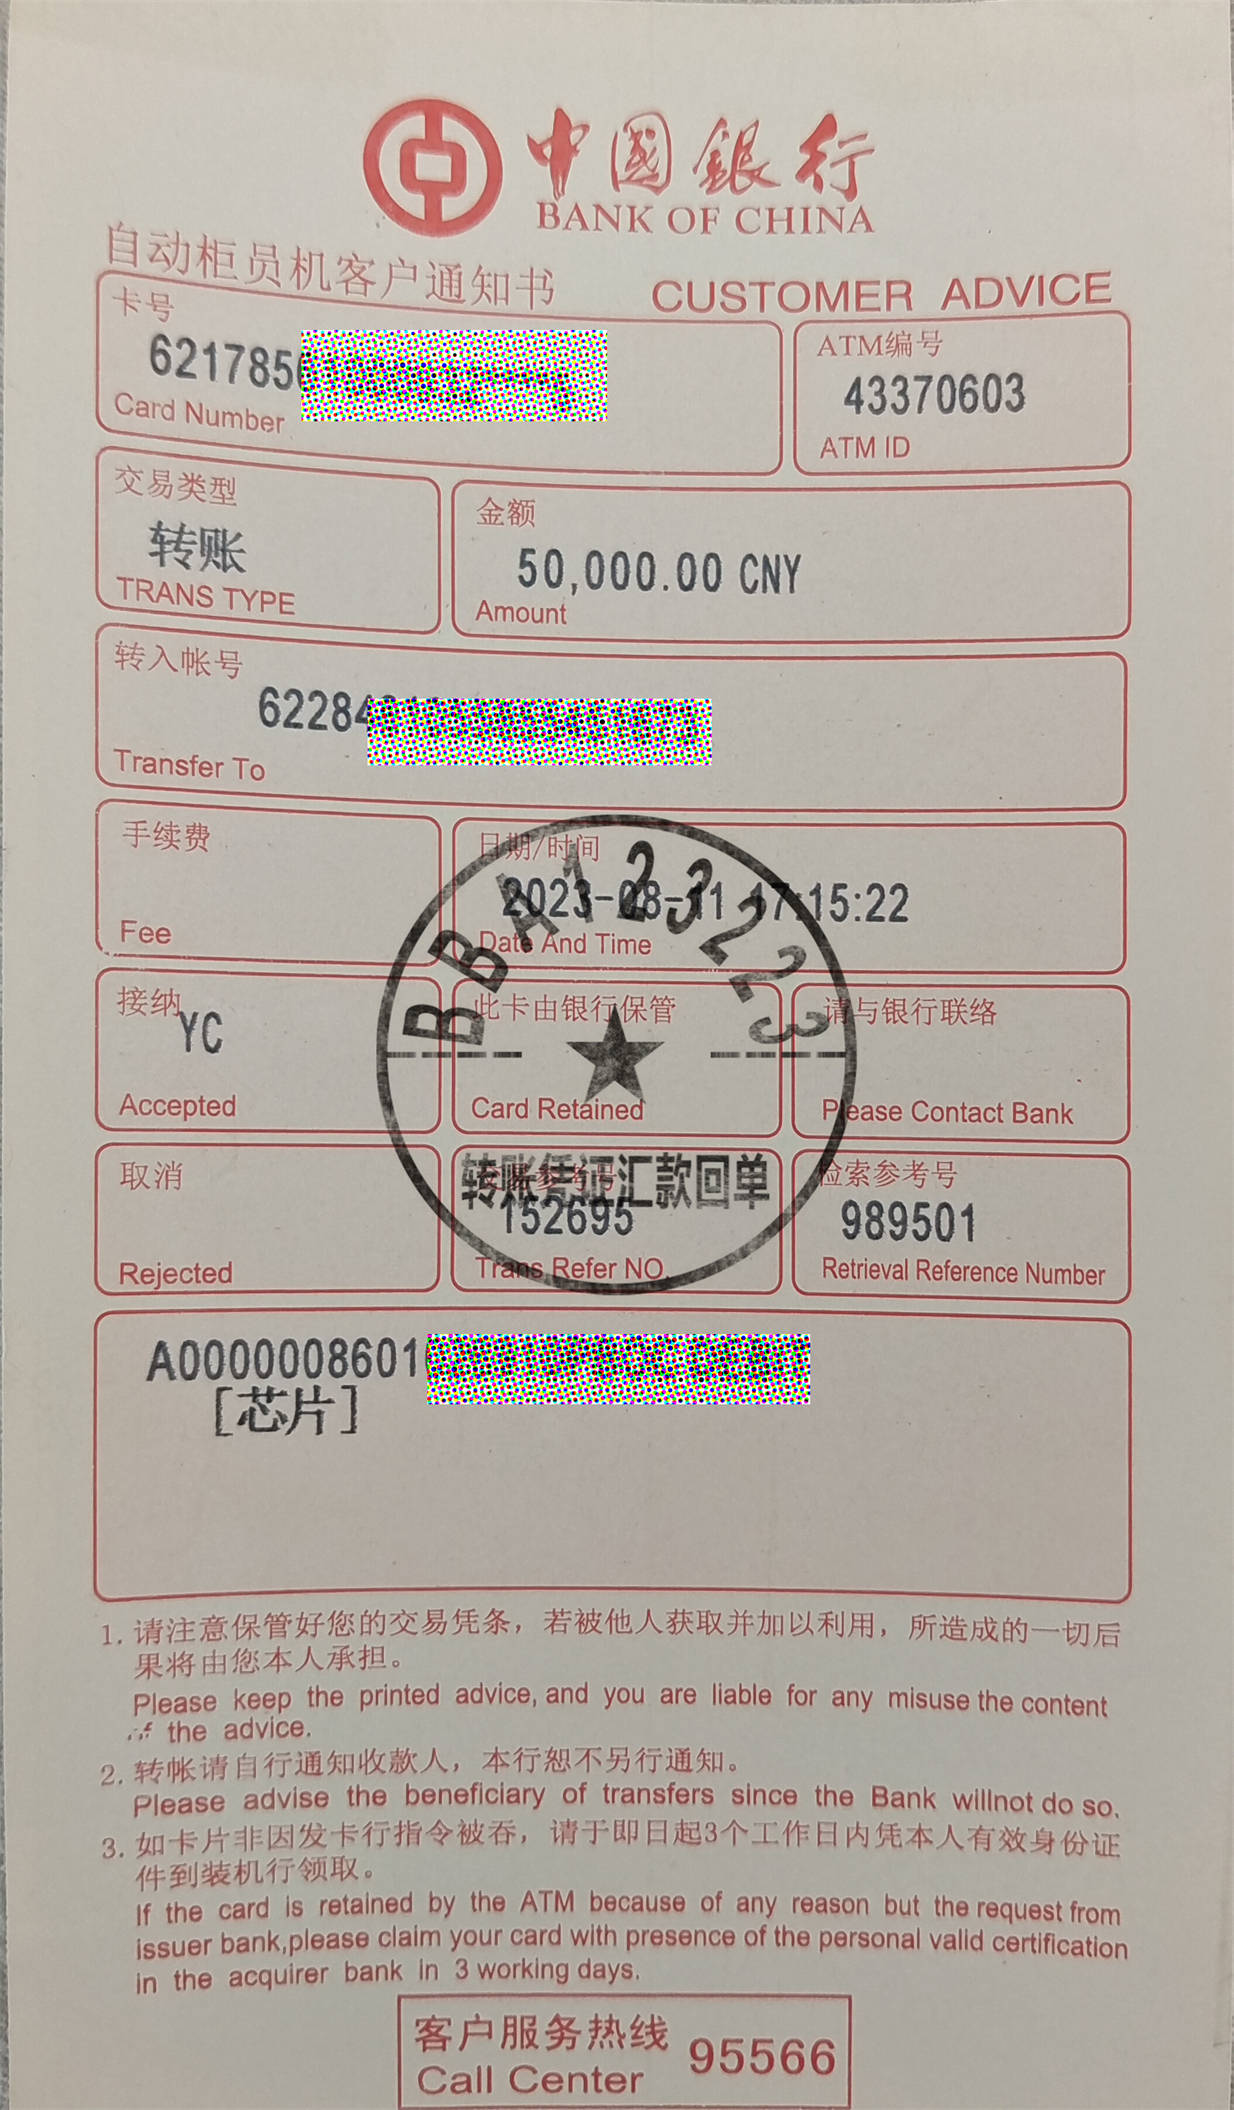 中國銀行
BANK OF CHINA
自动柜员机客户通知书 CUSTOMER ADVICE
卡号
621785
Card Number
ATM编号
43370603
ATM ID
交易类型
转账
TRANS TYPE
金额
50,000.00 CNY
Amount
转入帐号
62284
Transfer To
手续费
Fee
日期/时间
2023-08-11 17:15:22
Date And Time
BBA1232223
接纳
YC
Accepted
此卡由银行保管
Card Retained
请与银行联络
Please Contact Bank
取消
Rejected
转账凭证汇款回单
交易参考号
152695
Trans Refer NO
检索参考号
989501
Retrieval Reference Number
A0000008601
[芯片]
1. 请注意保管好您的交易凭条，若被他人获取并加以利用，所造成的一切后
果将由您本人承担。
Please keep the printed advice, and you are liable for any misuse the content
of the advice.
2. 转帐请自行通知收款人，本行恕不另行通知。
Please advise the beneficiary of transfers since the Bank willnot do so.
3. 如卡片非因发卡行指令被吞，请于即日起3个工作日内凭本人有效身份证
件到装机行领取。
If the card is retained by the ATM because of any reason but the request from
issuer bank,please claim your card with presence of the personal valid certification
in the acquirer bank in 3 working days.
客户服务热线 95566
Call Center